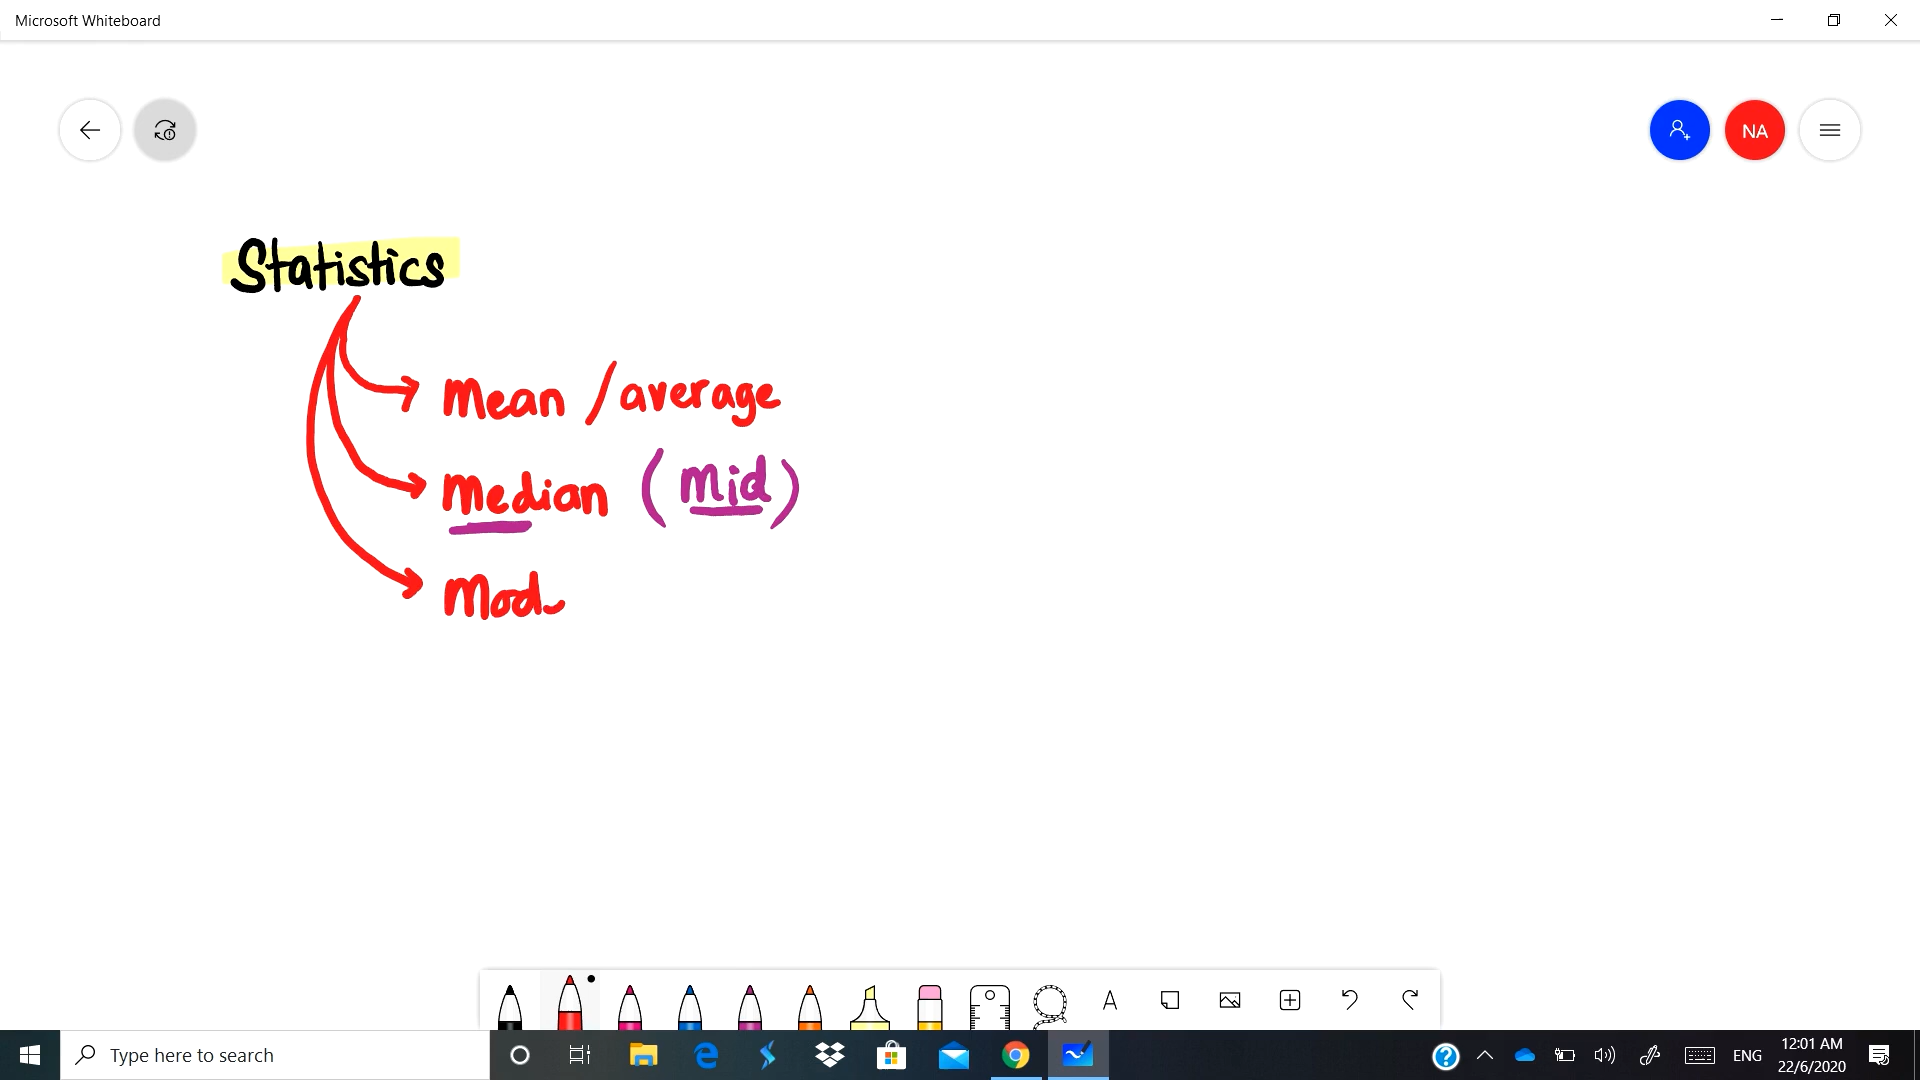 Microsoft Whiteboard
NA
Statistics
Mean / average
Median (Mid)
Mod
A
Type here to search
ENG
12:01 AM
22/6/2020